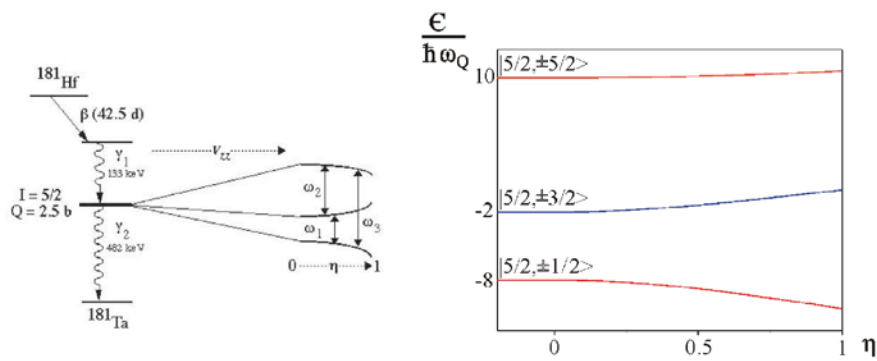 181Hf
β (42.5 d)
γ1
133 keV
Vzz
I = 5/2
Q = 2.5 b
γ2
482 keV
ω2
ω1
ω3
0 η 1
181Ta
ϵ
ħ ωQ
10
|5/2,±5/2>
-2
|5/2,±3/2>
-8
|5/2,±1/2>
0
0.5
1
η